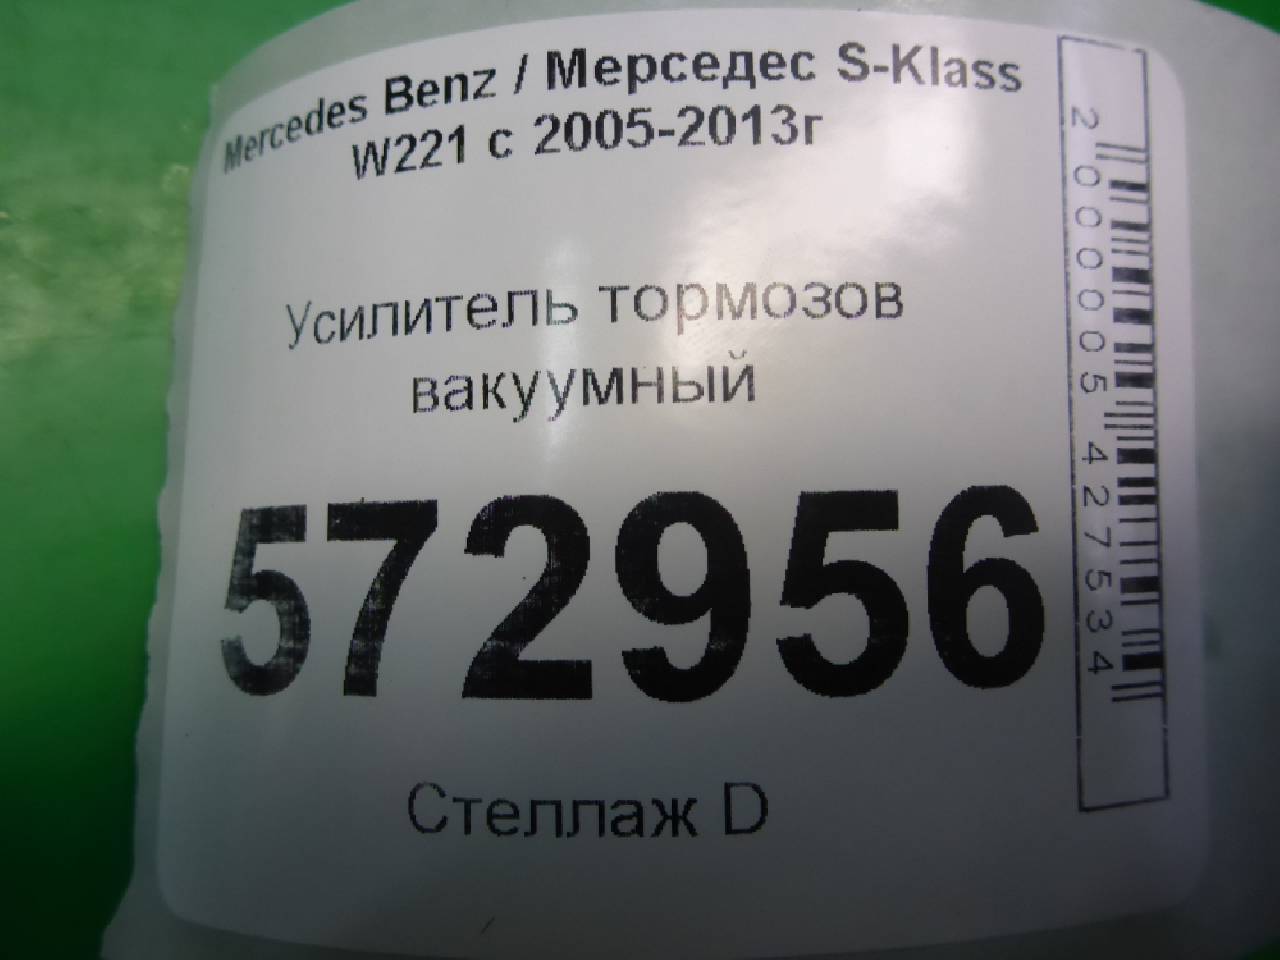 Mercedes Benz / Мерседес S-Klass
W221 с 2005-2013г
Усилитель тормозов
вакуумный
572956
Стеллаж D
2000005427534